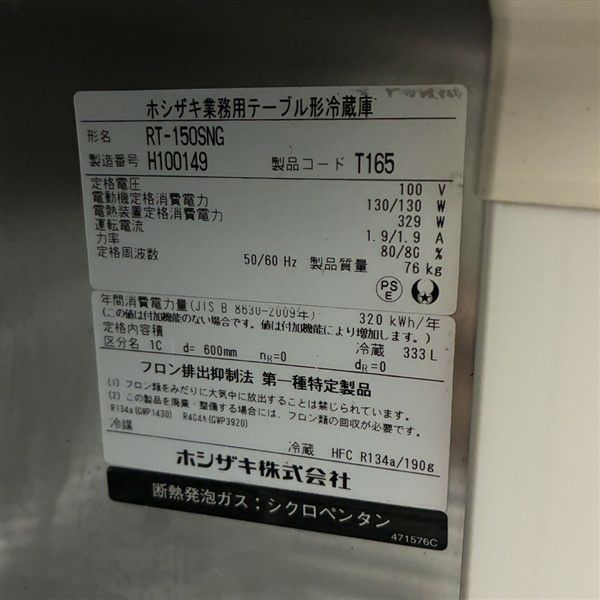 ホシザキ業務用テーブル形冷蔵庫
形名 RT-150SNG
製造番号 H100149 製品コード T165
定格電圧 100 V
電動機定格消費電力 130/130 W
電熱装置定格消費電力 329 W
運転電流 1.9/1.9 A
力率 80/80 %
定格周波数 50/60 Hz 製品質量 76 kg
PS
E
年間消費電力量(JIS B 8630-2009年) 320 kWh/年
(この値は付加機能のない場合です。値は付加機能により増加します。)
定格内容積 冷蔵 333 L
区分名 1C d= 600mm nR=0 dR=0
フロン排出抑制法 第一種特定製品
(1) フロン類をみだりに大気中に放出することは禁じられています。
(2) この製品を廃棄・整備する場合には、フロン類の回収が必要です。
R134a(GWP1430) R404A(GWP3920)
冷媒 冷蔵 HFC R134a/190g
ホシザキ株式会社
断熱発泡ガス:シクロペンタン
471576C